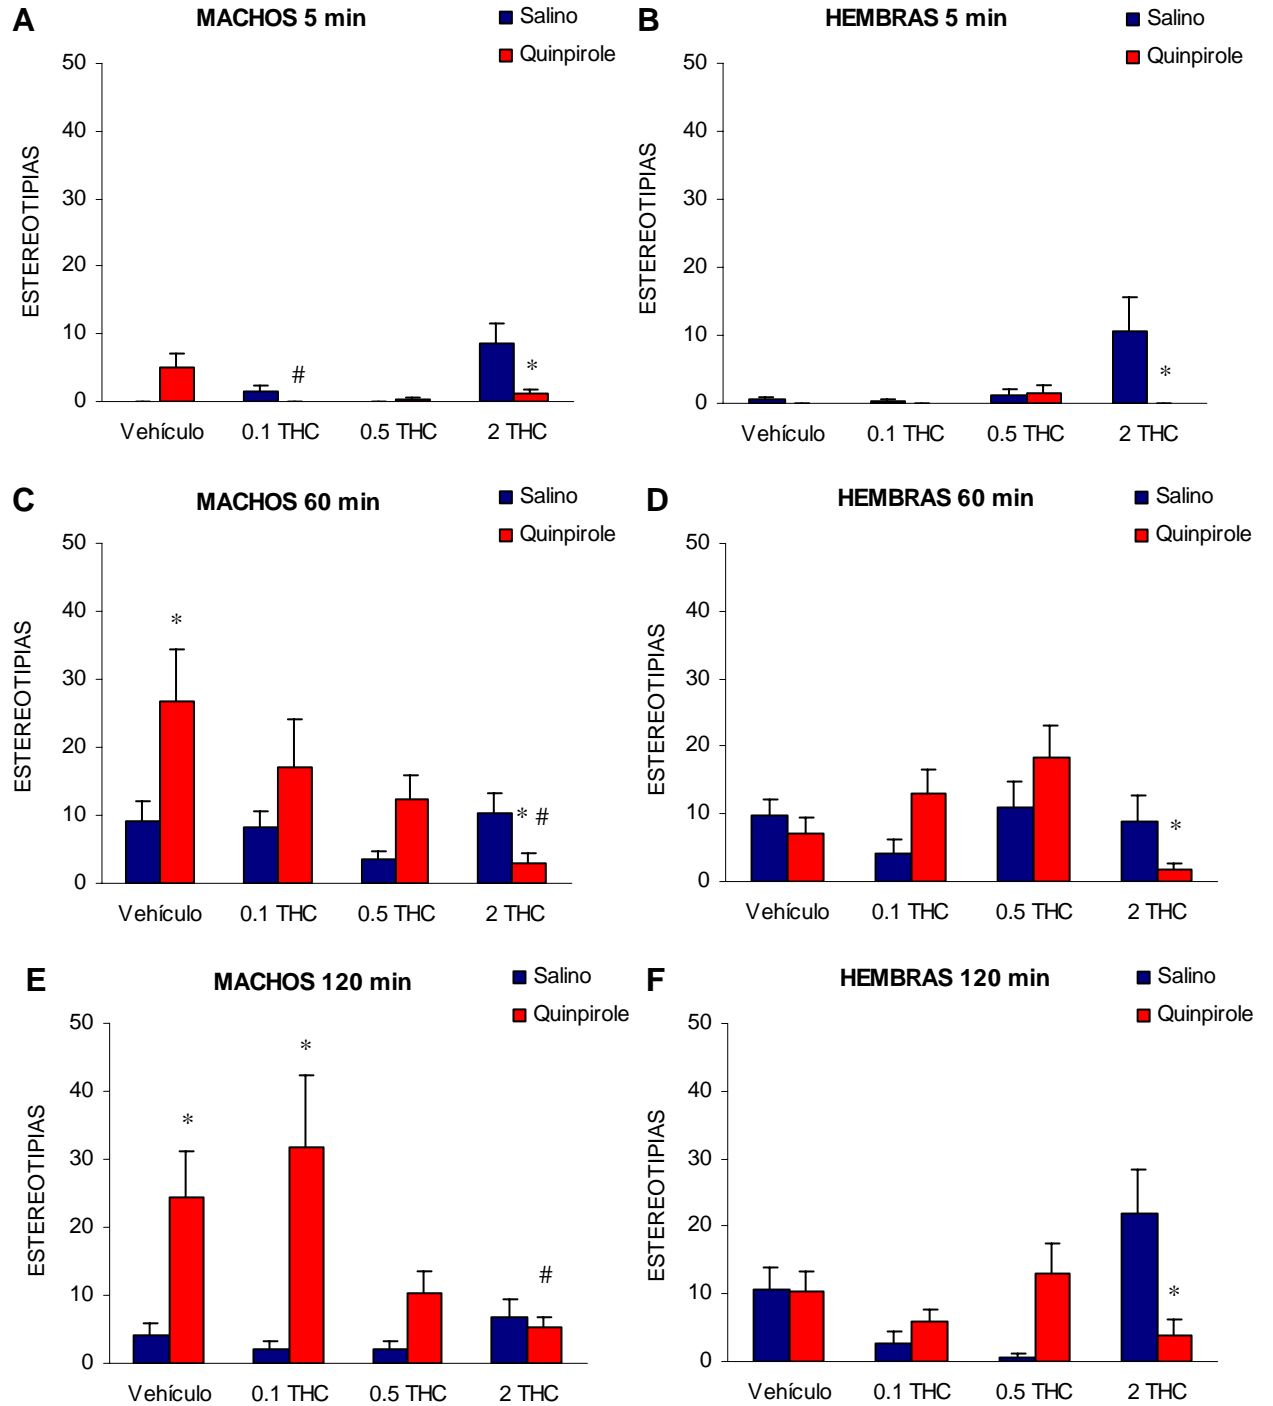 A
MACHOS 5 min
Salino
Quinpirole
ESTEREOTIPIAS
50
40
30
20
10
0
#
*
Vehículo 0.1 THC 0.5 THC 2 THC
B
HEMBRAS 5 min
Salino
Quinpirole
ESTEREOTIPIAS
50
40
30
20
10
0
*
Vehículo 0.1 THC 0.5 THC 2 THC
C
MACHOS 60 min
Salino
Quinpirole
ESTEREOTIPIAS
50
40
30
20
10
0
*
* #
Vehículo 0.1 THC 0.5 THC 2 THC
D
HEMBRAS 60 min
Salino
Quinpirole
ESTEREOTIPIAS
50
40
30
20
10
0
*
Vehículo 0.1 THC 0.5 THC 2 THC
E
MACHOS 120 min
Salino
Quinpirole
ESTEREOTIPIAS
50
40
30
20
10
0
*
*
#
Vehículo 0.1 THC 0.5 THC 2 THC
F
HEMBRAS 120 min
Salino
Quinpirole
ESTEREOTIPIAS
50
40
30
20
10
0
*
Vehículo 0.1 THC 0.5 THC 2 THC